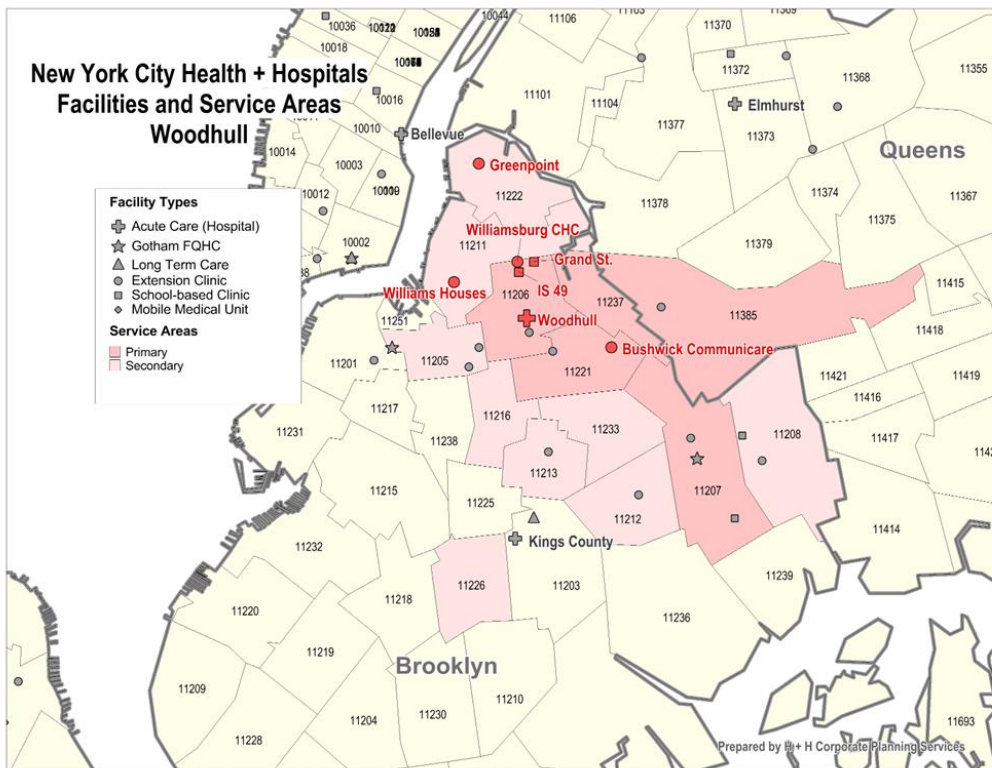 10044
11106
11103
11370
11369
10036
10018
11355
New York City Health + Hospitals
Facilities and Service Areas
Woodhull
11372
11368
10016
11101
11104
Elmhurst
11377
11373
10010
Bellevue
10014
10003
Queens
Greenpoint
10012
11222
11378
11374
11375
11367
Facility Types
Acute Care (Hospital)
Gotham FQHC
Long Term Care
Extension Clinic
School-based Clinic
Mobile Medical Unit
Service Areas
Primary
Secondary
10002
Williamsburg CHC
11211
11379
Grand St.
Williams Houses
IS 49
11206
11237
11415
11385
11251
Woodhull
11418
11201
11205
Bushwick Communicare
11221
11421
11419
11416
11217
11216
11233
11208
11417
11231
11238
11213
11215
11225
11207
11212
11414
11232
Kings County
11226
11203
11239
11218
11220
11236
11219
Brooklyn
11209
11210
11204
11230
11228
11693
Prepared by H + H Corporate Planning Services